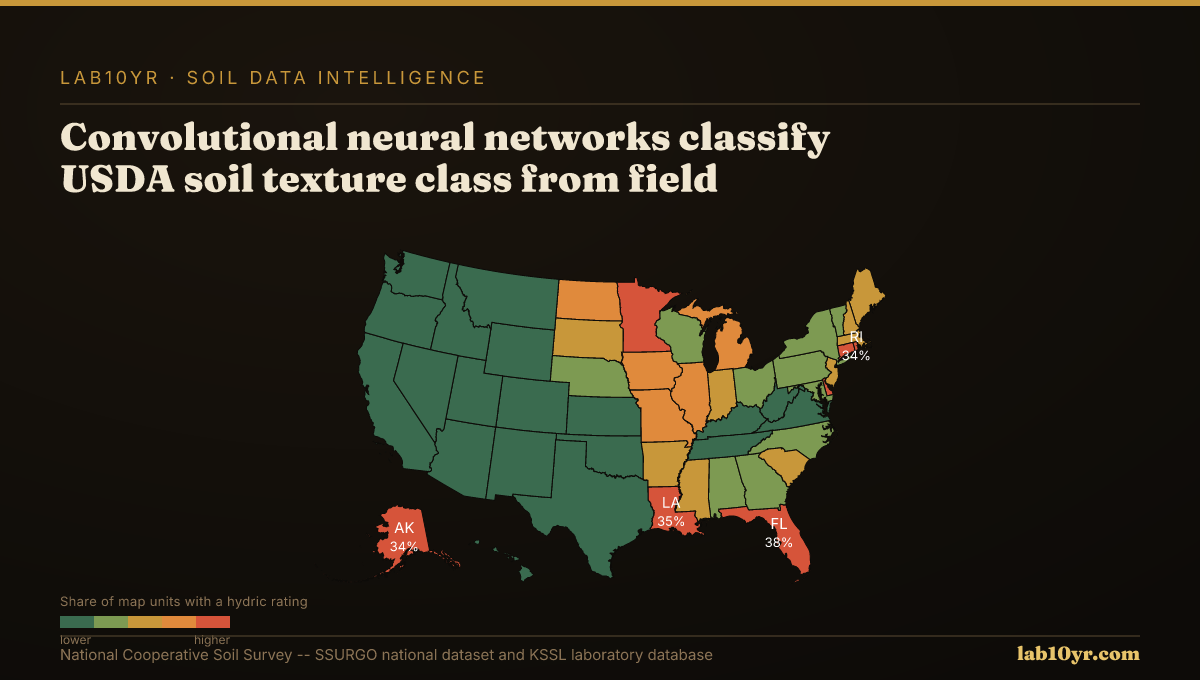 LAB10YR · SOIL DATA INTELLIGENCE
Convolutional neural networks classify
USDA soil texture class from field
RI
34%
LA
35%
AK
34%
FL
38%
Share of map units with a hydric rating
lower higher
National Cooperative Soil Survey -- SSURGO national dataset and KSSL laboratory database
lab10yr.com